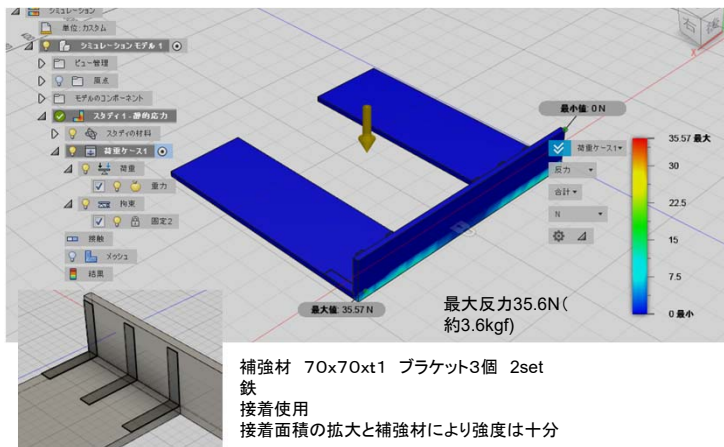 シミュレーション
単位:カスタム
シミュレーション モデル 1
ビュー管理
原点
モデルのコンポーネント
スタディ 1 - 静的応力
スタディの材料
荷重ケース1
荷重
重力
拘束
固定2
接触
メッシュ
結果
右
最小値: 0 N
荷重ケース1
反力
合計
N
35.57 最大
30
22.5
15
7.5
0 最小
最大値: 35.57 N
最大反力35.6N(
約3.6kgf)
補強材 70x70xt1 ブラケット3個 2set
鉄
接着使用
接着面積の拡大と補強材により強度は十分